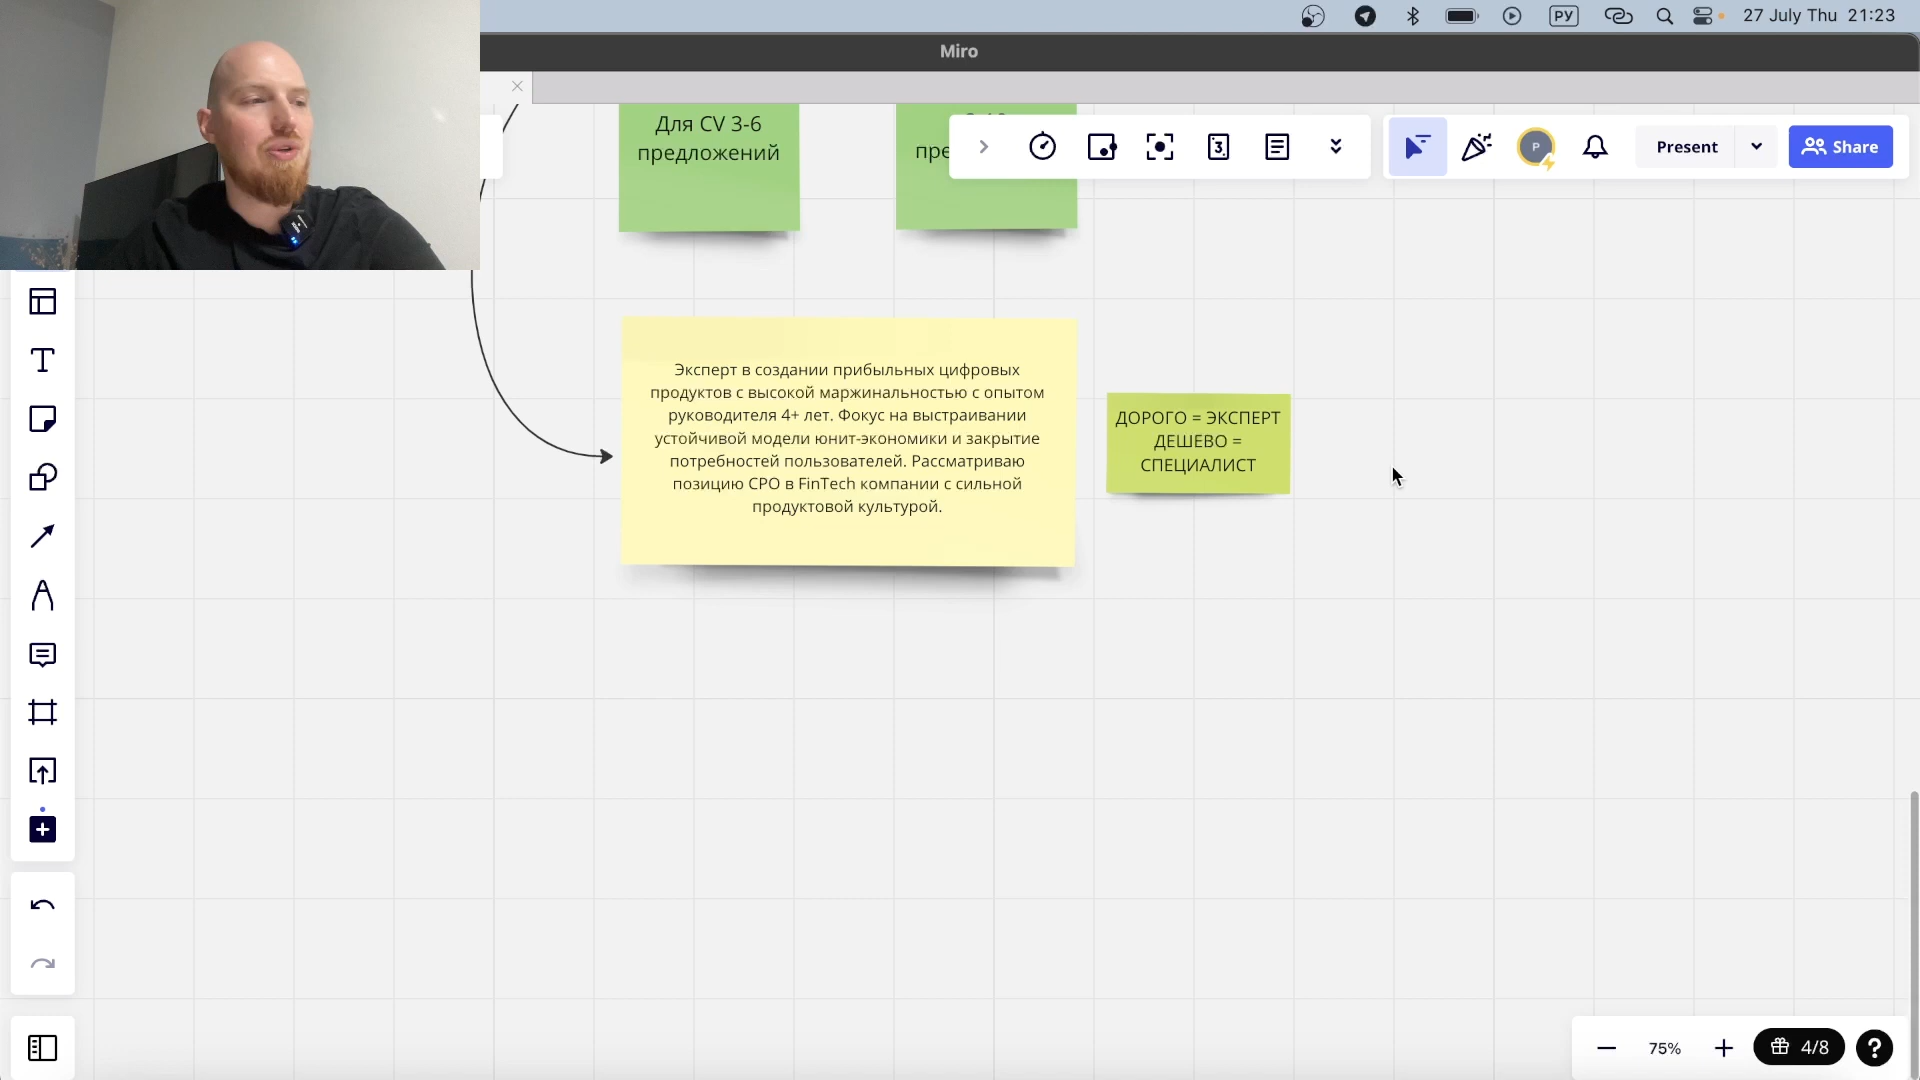 27 July Thu 21:23
РУ
Miro
Для CV 3-6
предложений
Present
Share
P
3
Эксперт в создании прибыльных цифровых
продуктов с высокой маржинальностью с опытом
руководителя 4+ лет. Фокус на выстраивании
устойчивой модели юнит-экономики и закрытие
потребностей пользователей. Рассматриваю
позицию CPO в FinTech компании с сильной
продуктовой культурой.
ДОРОГО = ЭКСПЕРТ
ДЕШЕВО =
СПЕЦИАЛИСТ
75%
4/8